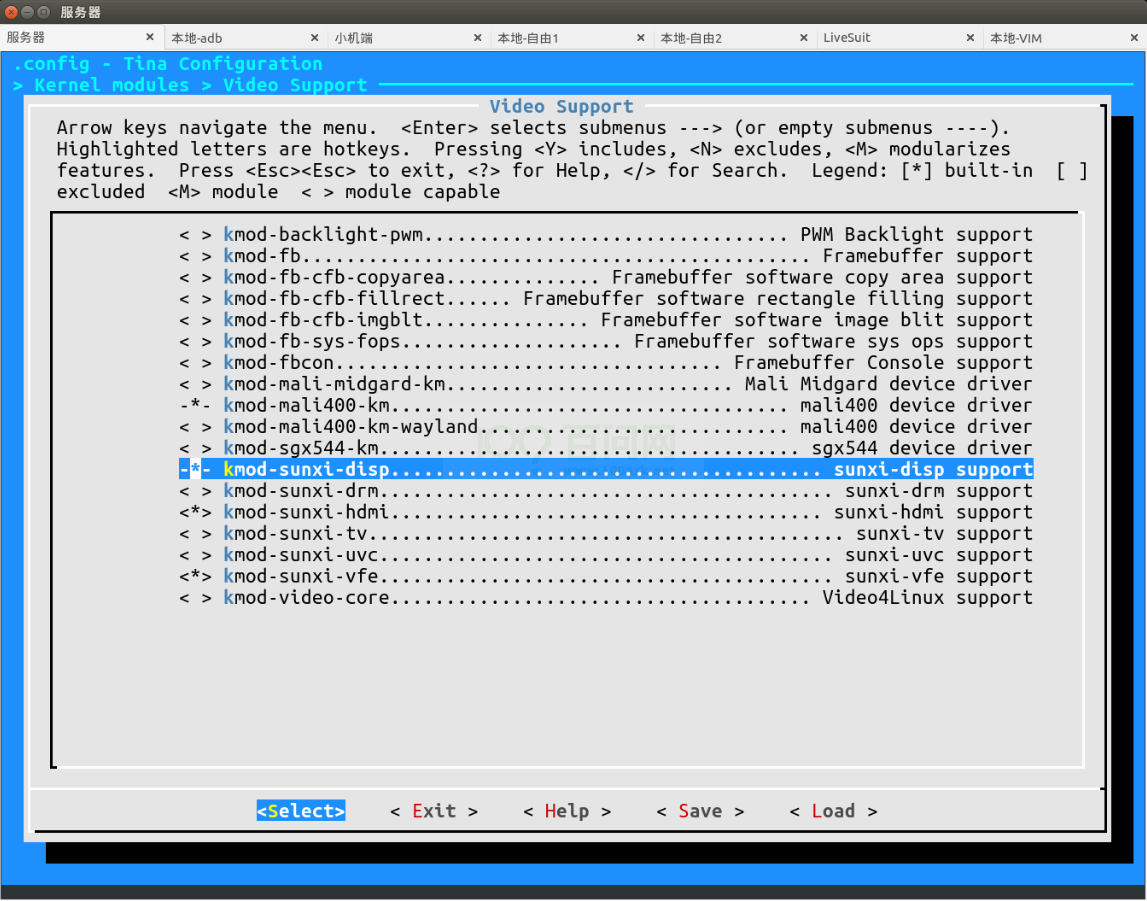 服务器
服务器 × 本地-adb × 小机端 × 本地-自由1 × 本地-自由2 × LiveSuit × 本地-VIM ×
.config - Tina Configuration
> Kernel modules > Video Support
Video Support
Arrow keys navigate the menu.  <Enter> selects submenus ---> (or empty submenus ----).
Highlighted letters are hotkeys.  Pressing <Y> includes, <N> excludes, <M> modularizes
features.  Press <Esc><Esc> to exit, <?> for Help, </> for Search.  Legend: [*] built-in  [ ]
excluded  <M> module  < > module capable
< > kmod-backlight-pwm................................. PWM Backlight support
< > kmod-fb.............................................. Framebuffer support
< > kmod-fb-cfb-copyarea.............. Framebuffer software copy area support
< > kmod-fb-cfb-fillrect...... Framebuffer software rectangle filling support
< > kmod-fb-cfb-imgblt............... Framebuffer software image blit support
< > kmod-fb-sys-fops.................... Framebuffer software sys ops support
< > kmod-fbcon................................... Framebuffer Console support
< > kmod-mali-midgard-km.......................... Mali Midgard device driver
-*- kmod-mali400-km.................................... mali400 device driver
< > kmod-mali400-km-wayland............................ mali400 device driver
< > kmod-sgx544-km...................................... sgx544 device driver
-*- kmod-sunxi-disp....................................... sunxi-disp support
< > kmod-sunxi-drm......................................... sunxi-drm support
<*> kmod-sunxi-hdmi....................................... sunxi-hdmi support
< > kmod-sunxi-tv........................................... sunxi-tv support
< > kmod-sunxi-uvc......................................... sunxi-uvc support
<*> kmod-sunxi-vfe......................................... sunxi-vfe support
< > kmod-video-core...................................... Video4Linux support
<Select>    < Exit >    < Help >    < Save >    < Load >